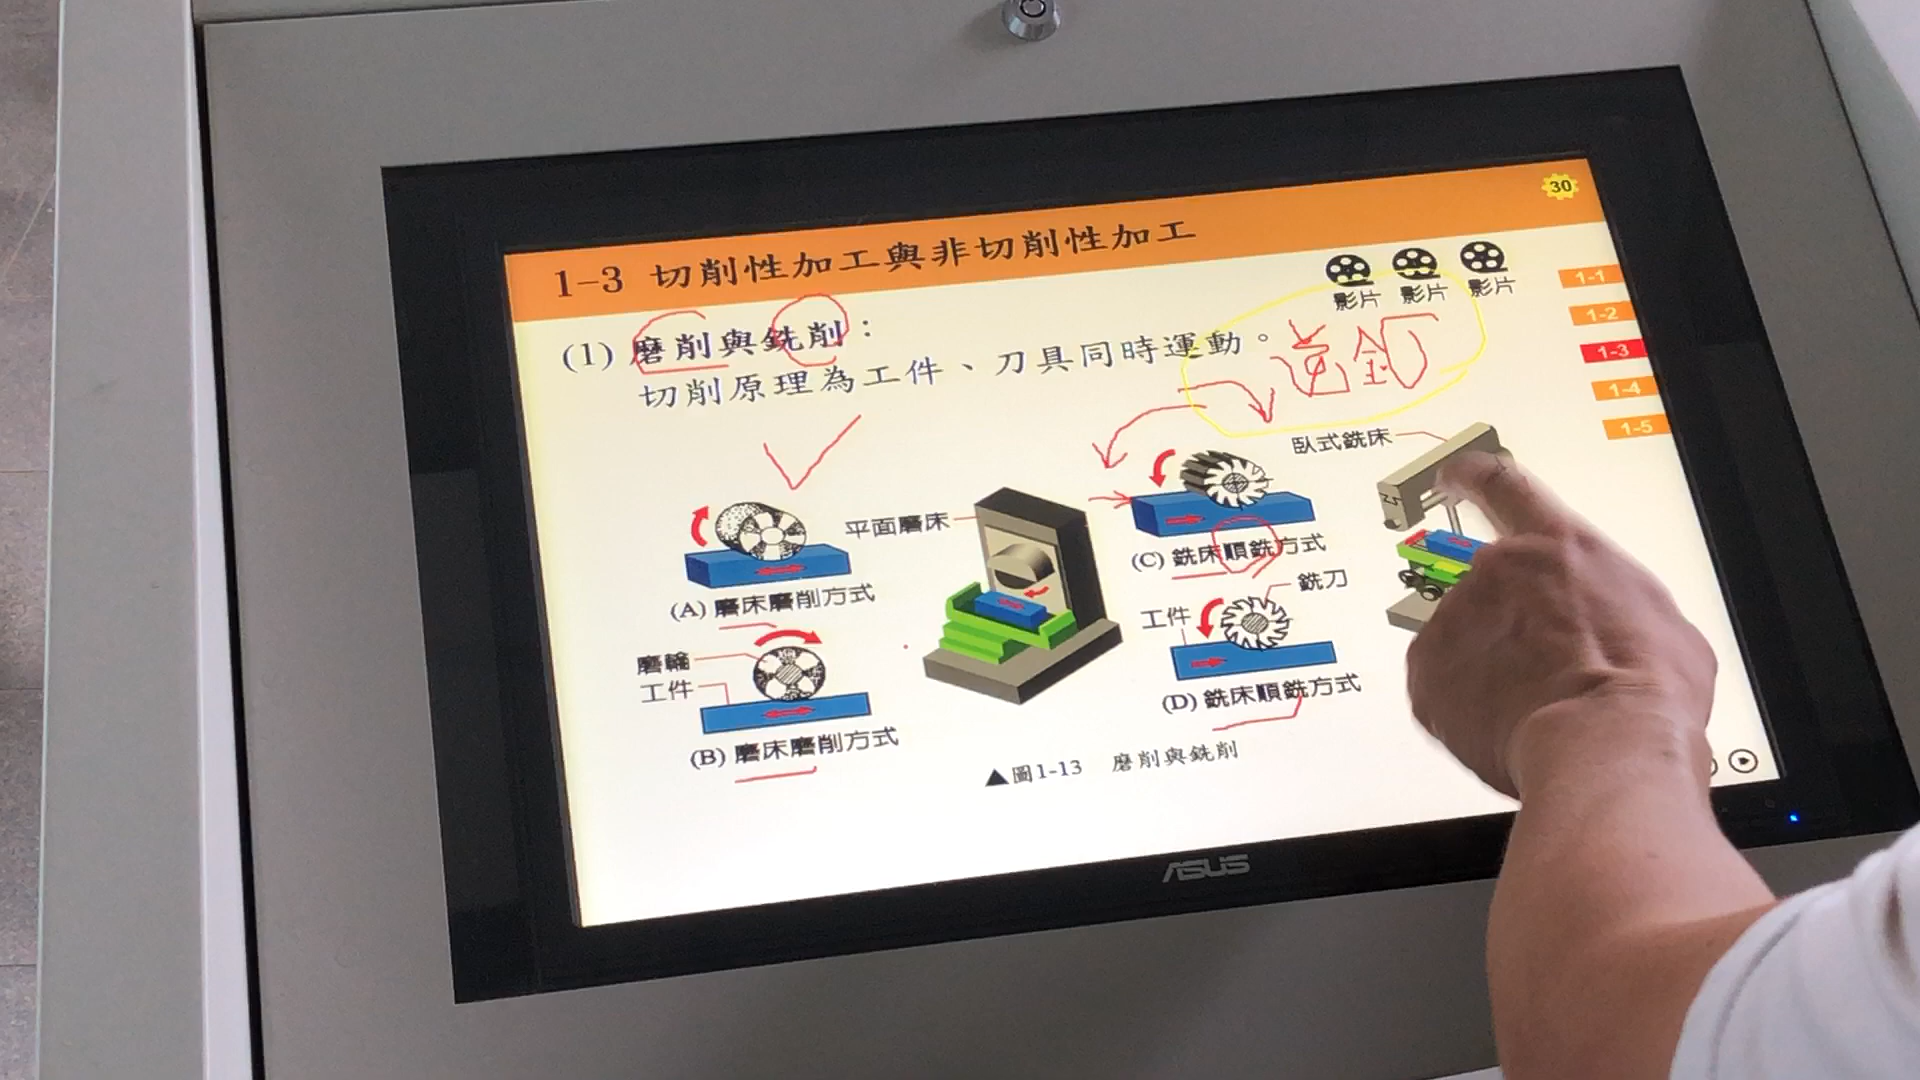 30
1-3 切削性加工與非切削性加工
影片 影片 影片
1-1
1-2
1-3
1-4
1-5
(1) 磨削與銑削：
切削原理為工件、刀具同時運動。
臥式銑床
平面磨床
(A) 磨床磨削方式
(C) 銑床順銑方式
銑刀
工件
磨輪
工件
(D) 銑床順銑方式
(B) 磨床磨削方式
▲圖1-13 磨削與銑削
ASUS